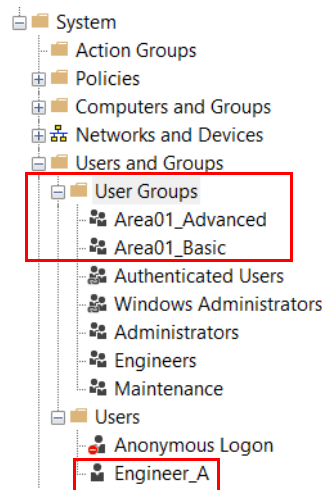 System
Action Groups
Policies
Computers and Groups
Networks and Devices
Users and Groups
User Groups
Area01_Advanced
Area01_Basic
Authenticated Users
Windows Administrators
Administrators
Engineers
Maintenance
Users
Anonymous Logon
Engineer_A